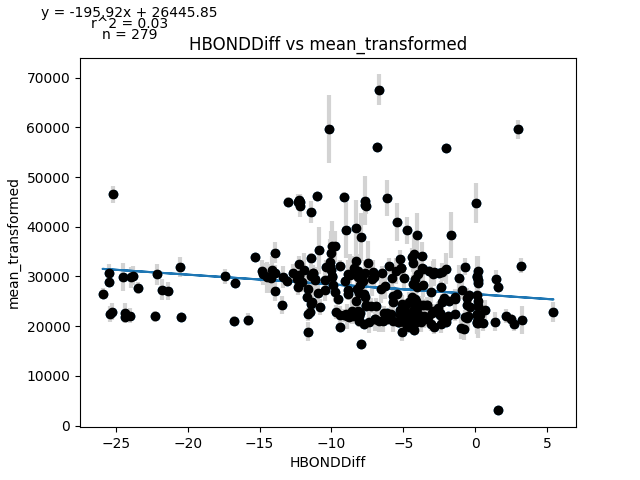 y = -195.92x + 26445.85
r^2 = 0.03
n = 279
HBONDDiff vs mean_transformed
mean_transformed
70000
60000
50000
40000
30000
20000
10000
0
−25
−20
−15
−10
−5
0
5
HBONDDiff